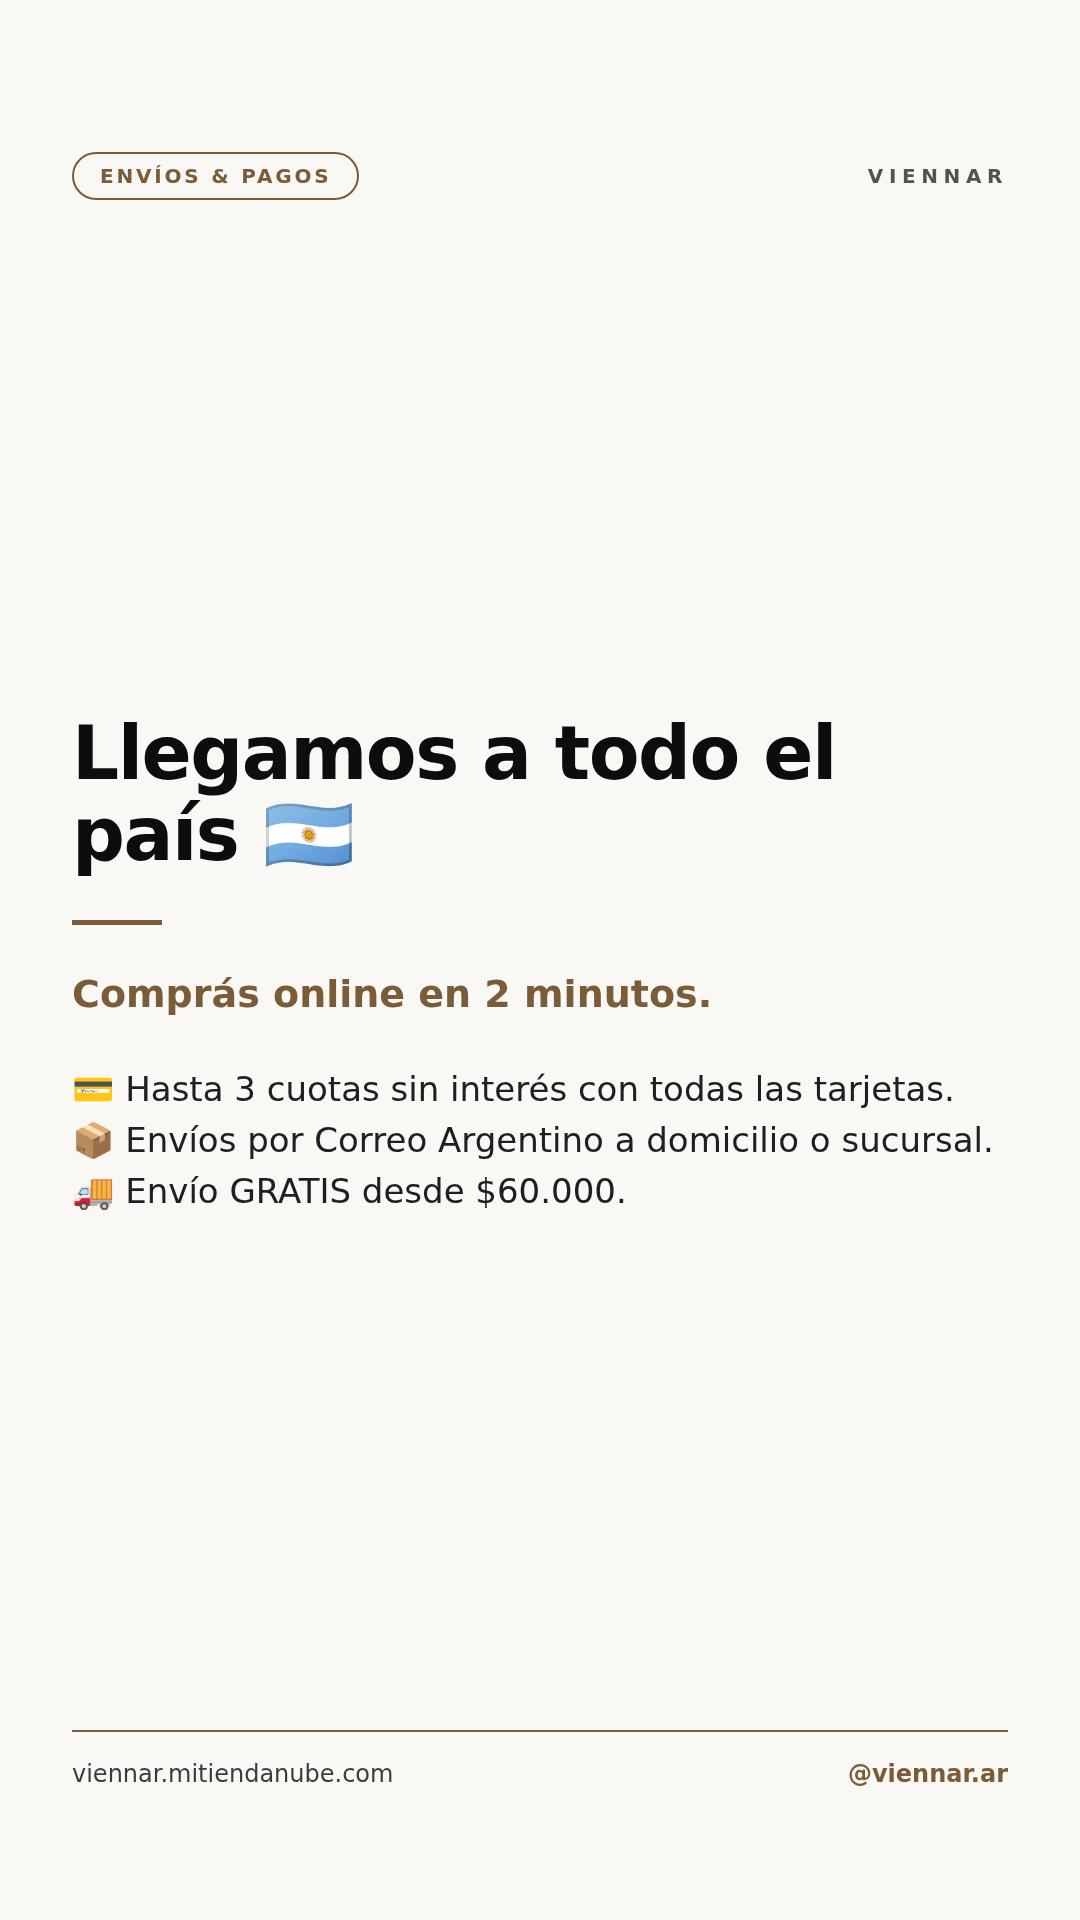 ENVÍOS & PAGOS
VIENNAR
Llegamos a todo el
país 🇦🇷
Comprás online en 2 minutos.
💳 Hasta 3 cuotas sin interés con todas las tarjetas.
📦 Envíos por Correo Argentino a domicilio o sucursal.
🚚 Envío GRATIS desde $60.000.
viennar.mitiendanube.com
@viennar.ar